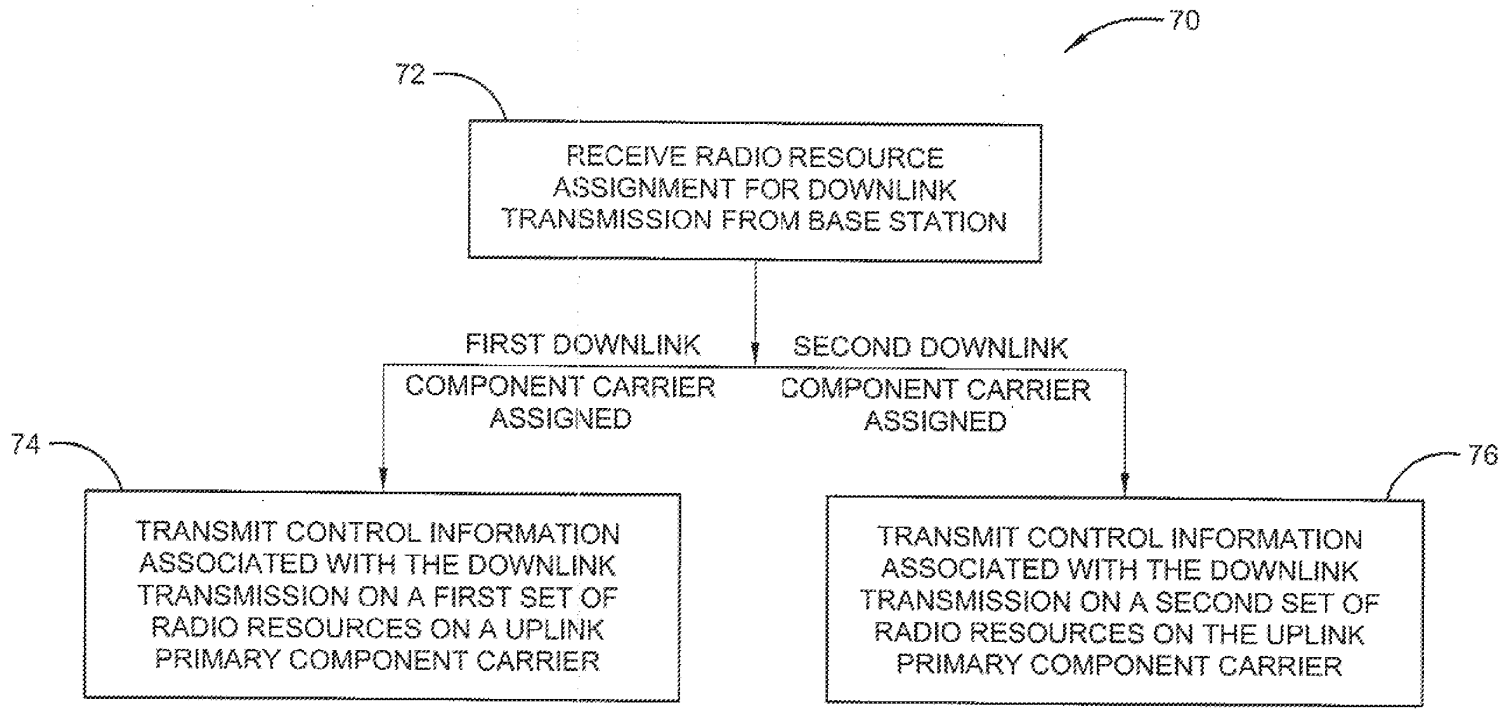 70
72
RECEIVE RADIO RESOURCE
ASSIGNMENT FOR DOWNLINK
TRANSMISSION FROM BASE STATION
FIRST DOWNLINK
COMPONENT CARRIER
ASSIGNED
SECOND DOWNLINK
COMPONENT CARRIER
ASSIGNED
74
TRANSMIT CONTROL INFORMATION
ASSOCIATED WITH THE DOWNLINK
TRANSMISSION ON A FIRST SET OF
RADIO RESOURCES ON A UPLINK
PRIMARY COMPONENT CARRIER
76
TRANSMIT CONTROL INFORMATION
ASSOCIATED WITH THE DOWNLINK
TRANSMISSION ON A SECOND SET OF
RADIO RESOURCES ON THE UPLINK
PRIMARY COMPONENT CARRIER